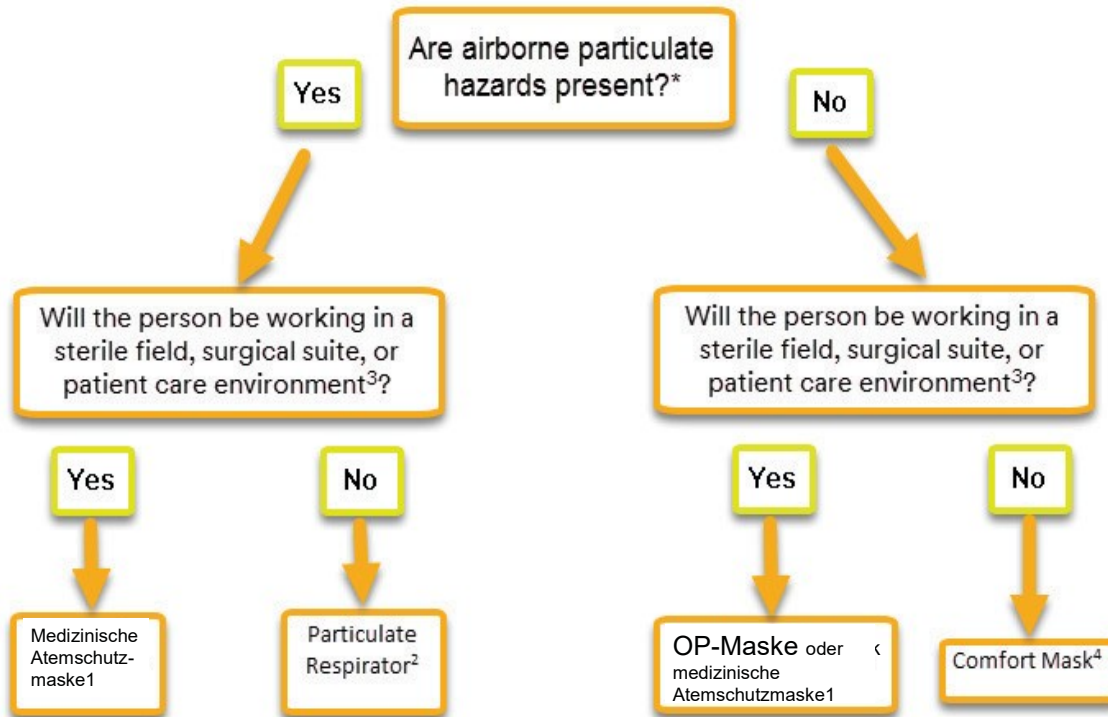 Are airborne particulate
hazards present?*
Yes
No
Will the person be working in a
sterile field, surgical suite, or
patient care environment³?
Will the person be working in a
sterile field, surgical suite, or
patient care environment³?
Yes
No
Yes
No
Medizinische
Atemschutz-
maske1
Particulate
Respirator²
OP-Maske oder
medizinische
Atemschutzmaske1
Comfort Mask⁴